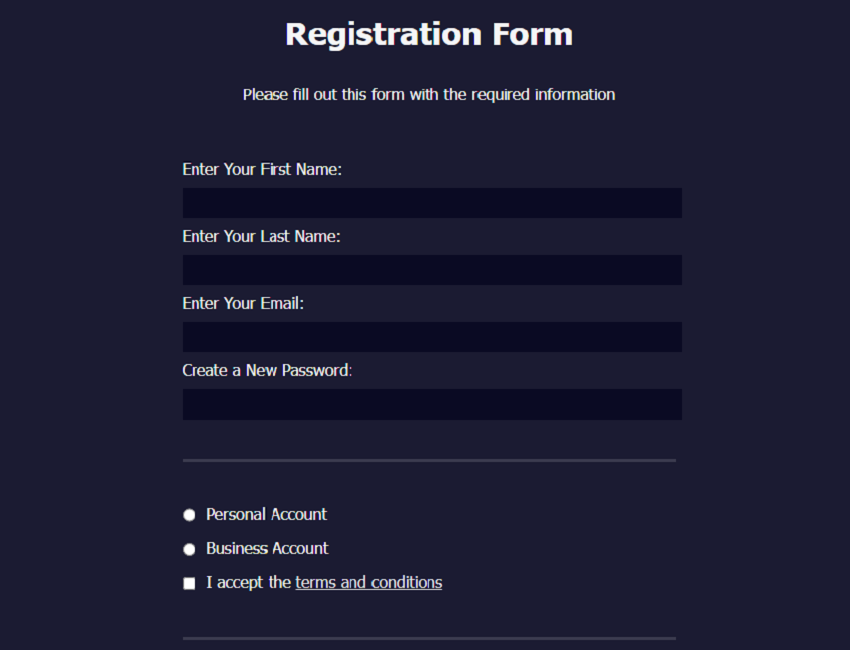 Registration Form
Please fill out this form with the required information
Enter Your First Name:
Enter Your Last Name:
Enter Your Email:
Create a New Password:
Personal Account
Business Account
I accept the terms and conditions